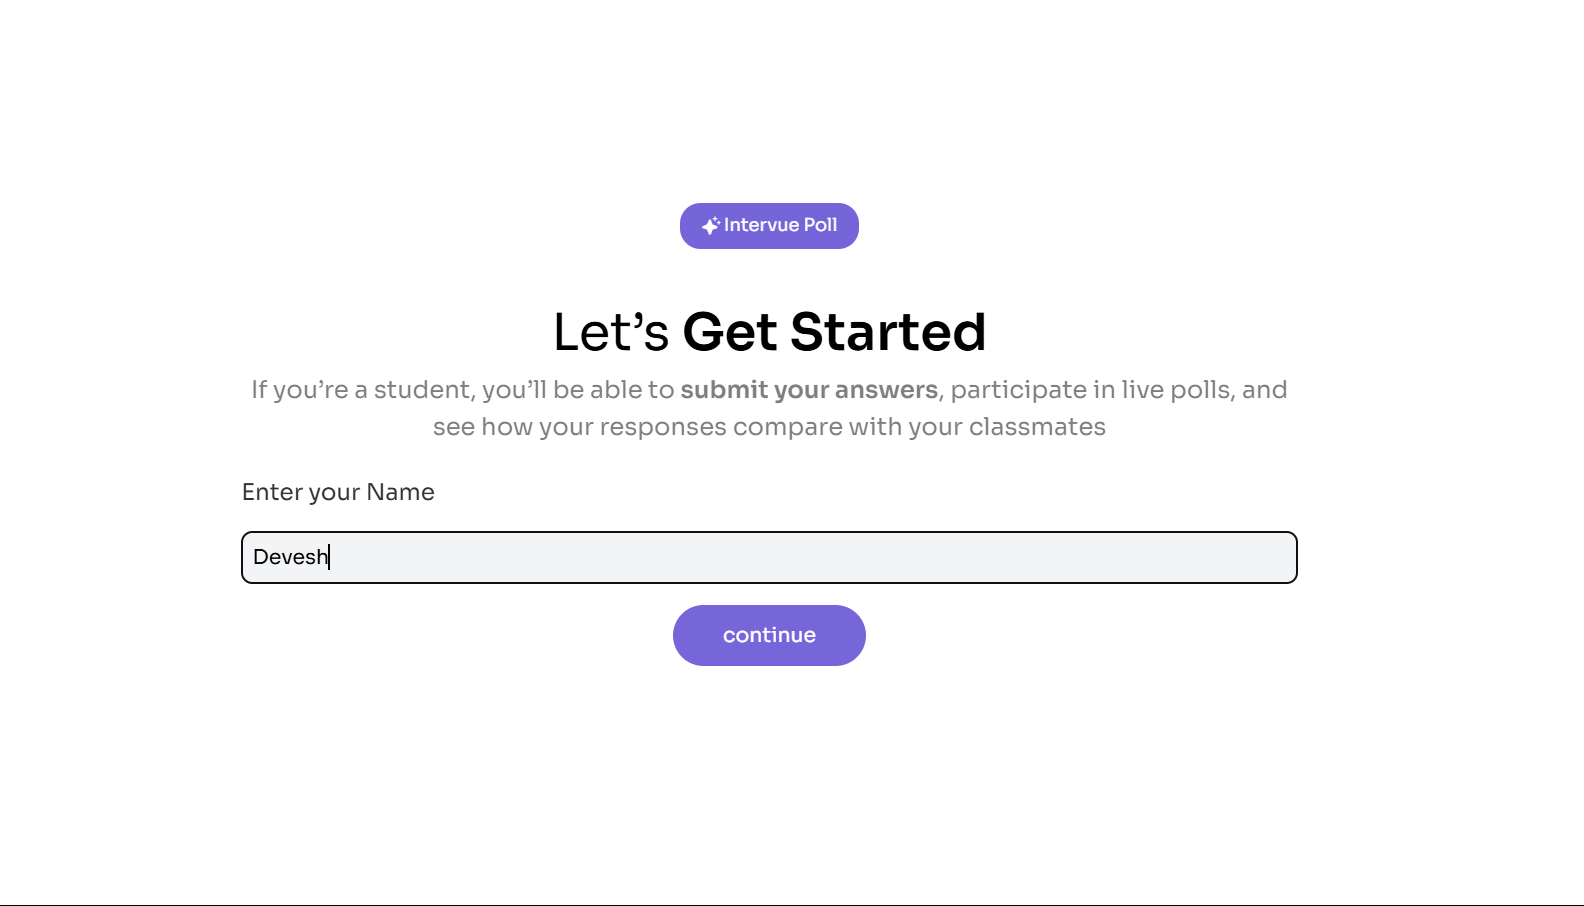 Intervue Poll
Let’s Get Started
If you’re a student, you’ll be able to submit your answers, participate in live polls, and
see how your responses compare with your classmates
Enter your Name
Devesh
continue